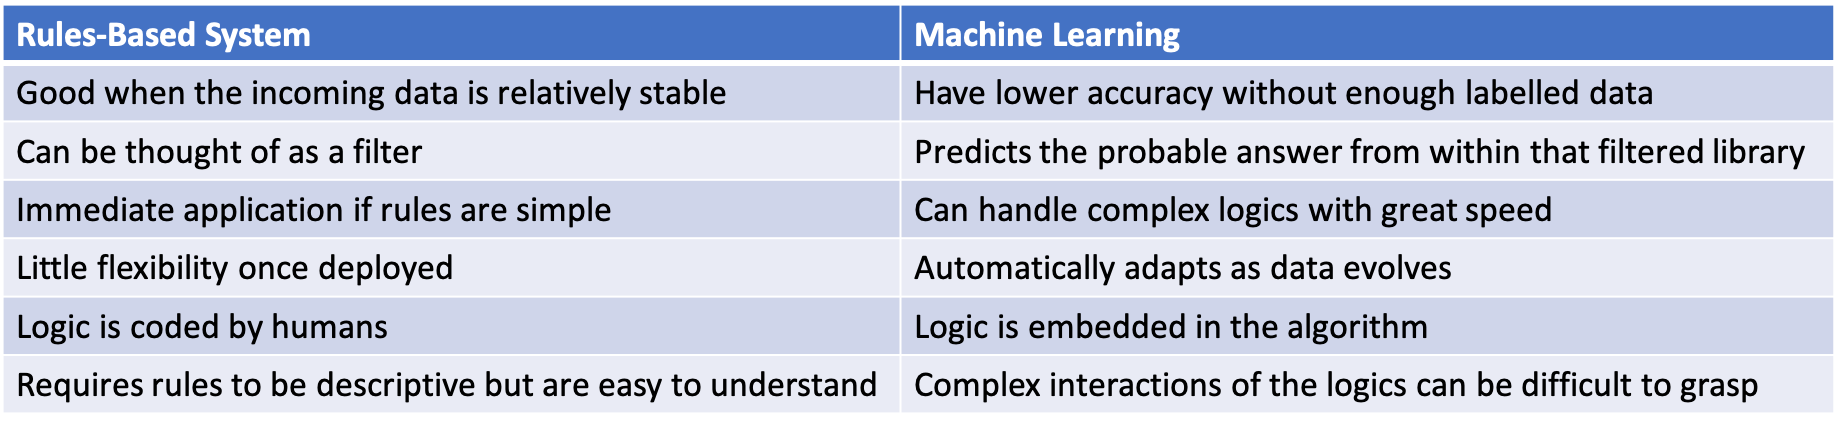 Rules-Based System Machine Learning
Good when the incoming data is relatively stable Have lower accuracy without enough labelled data
Can be thought of as a filter Predicts the probable answer from within that filtered library
Immediate application if rules are simple Can handle complex logics with great speed
Little flexibility once deployed Automatically adapts as data evolves
Logic is coded by humans Logic is embedded in the algorithm
Requires rules to be descriptive but are easy to understand Complex interactions of the logics can be difficult to grasp